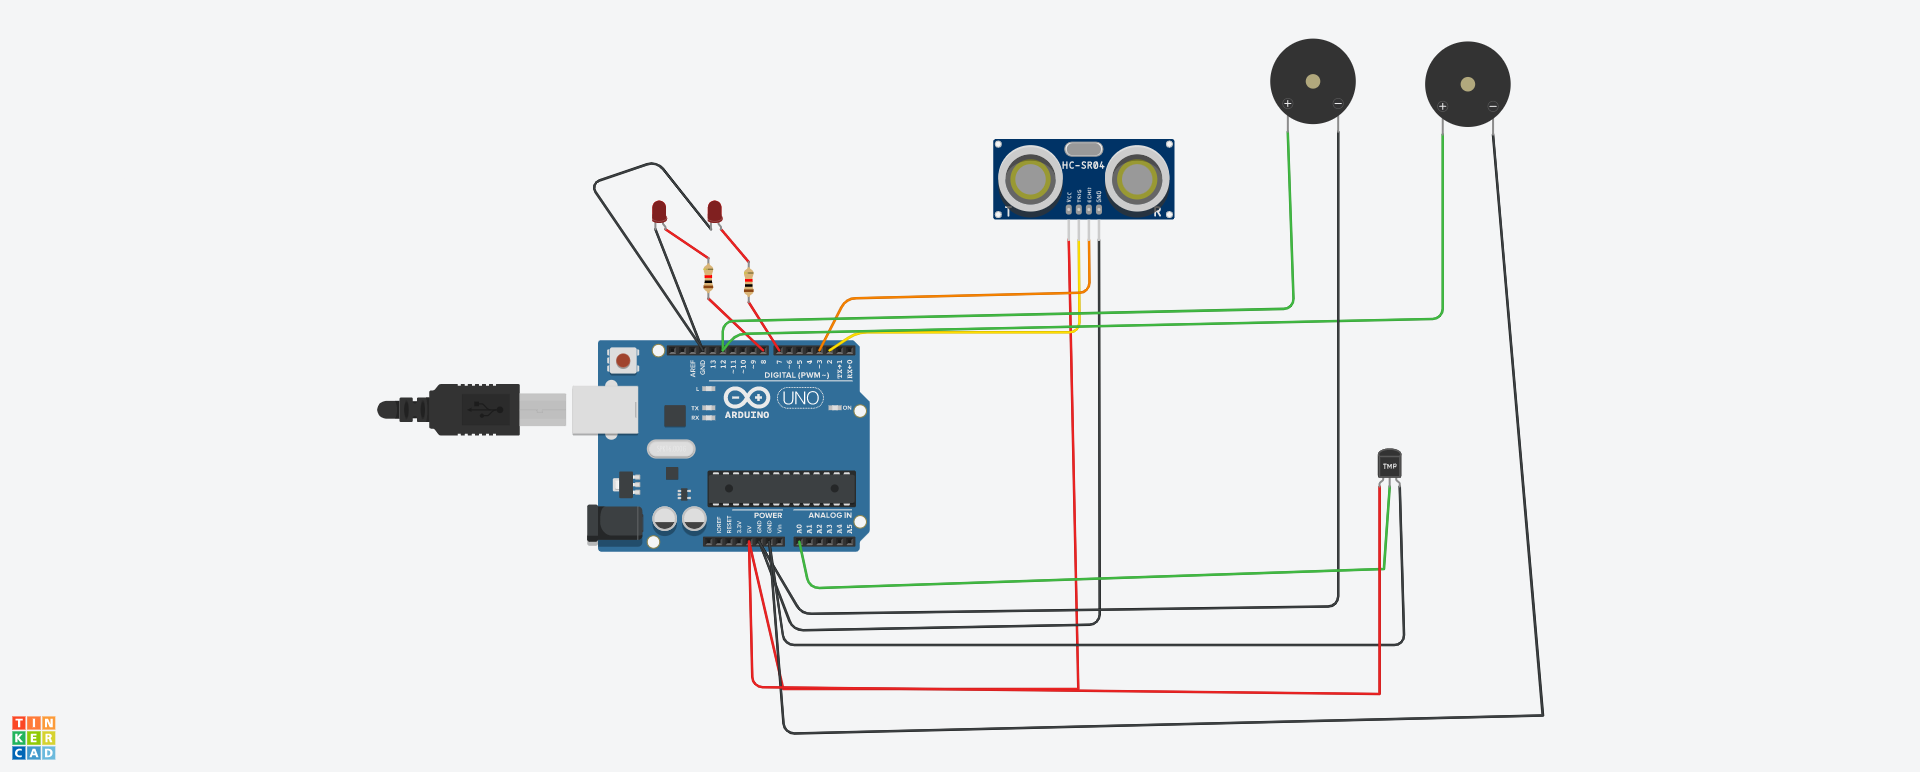 HC-SR04
VCC
TRIG
ECHO
GND
T
R
+
−
+
−
AREF
GND
13
12
~11
~10
~9
8
7
~6
~5
4
~3
2
TX→1
RX←0
DIGITAL (PWM~)
L
TX
RX
ARDUINO
UNO
ON
TMP
POWER
ANALOG IN
IOREF
RESET
3.3V
5V
GND
GND
Vin
A0
A1
A2
A3
A4
A5
TIN
KER
CAD